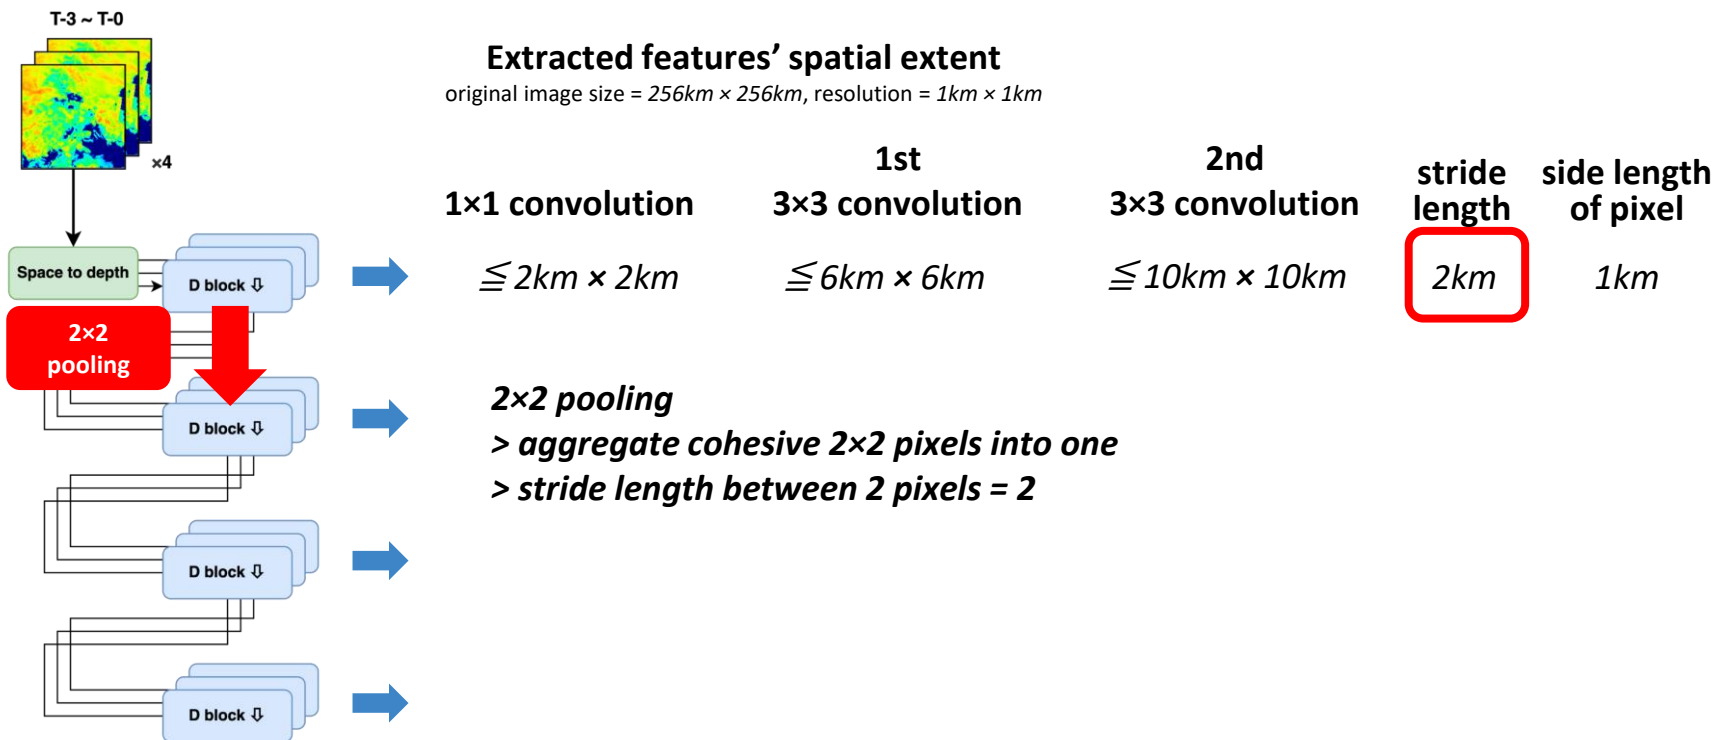 T-3 ~ T-0
×4
Extracted features’ spatial extent
original image size = 256km × 256km, resolution = 1km × 1km
1×1 convolution
1st
3×3 convolution
2nd
3×3 convolution
stride
length
side length
of pixel
Space to depth
D block ⇩
≦ 2km × 2km
≦ 6km × 6km
≦ 10km × 10km
2km
1km
2×2
pooling
D block ⇩
2×2 pooling
> aggregate cohesive 2×2 pixels into one
> stride length between 2 pixels = 2
D block ⇩
D block ⇩